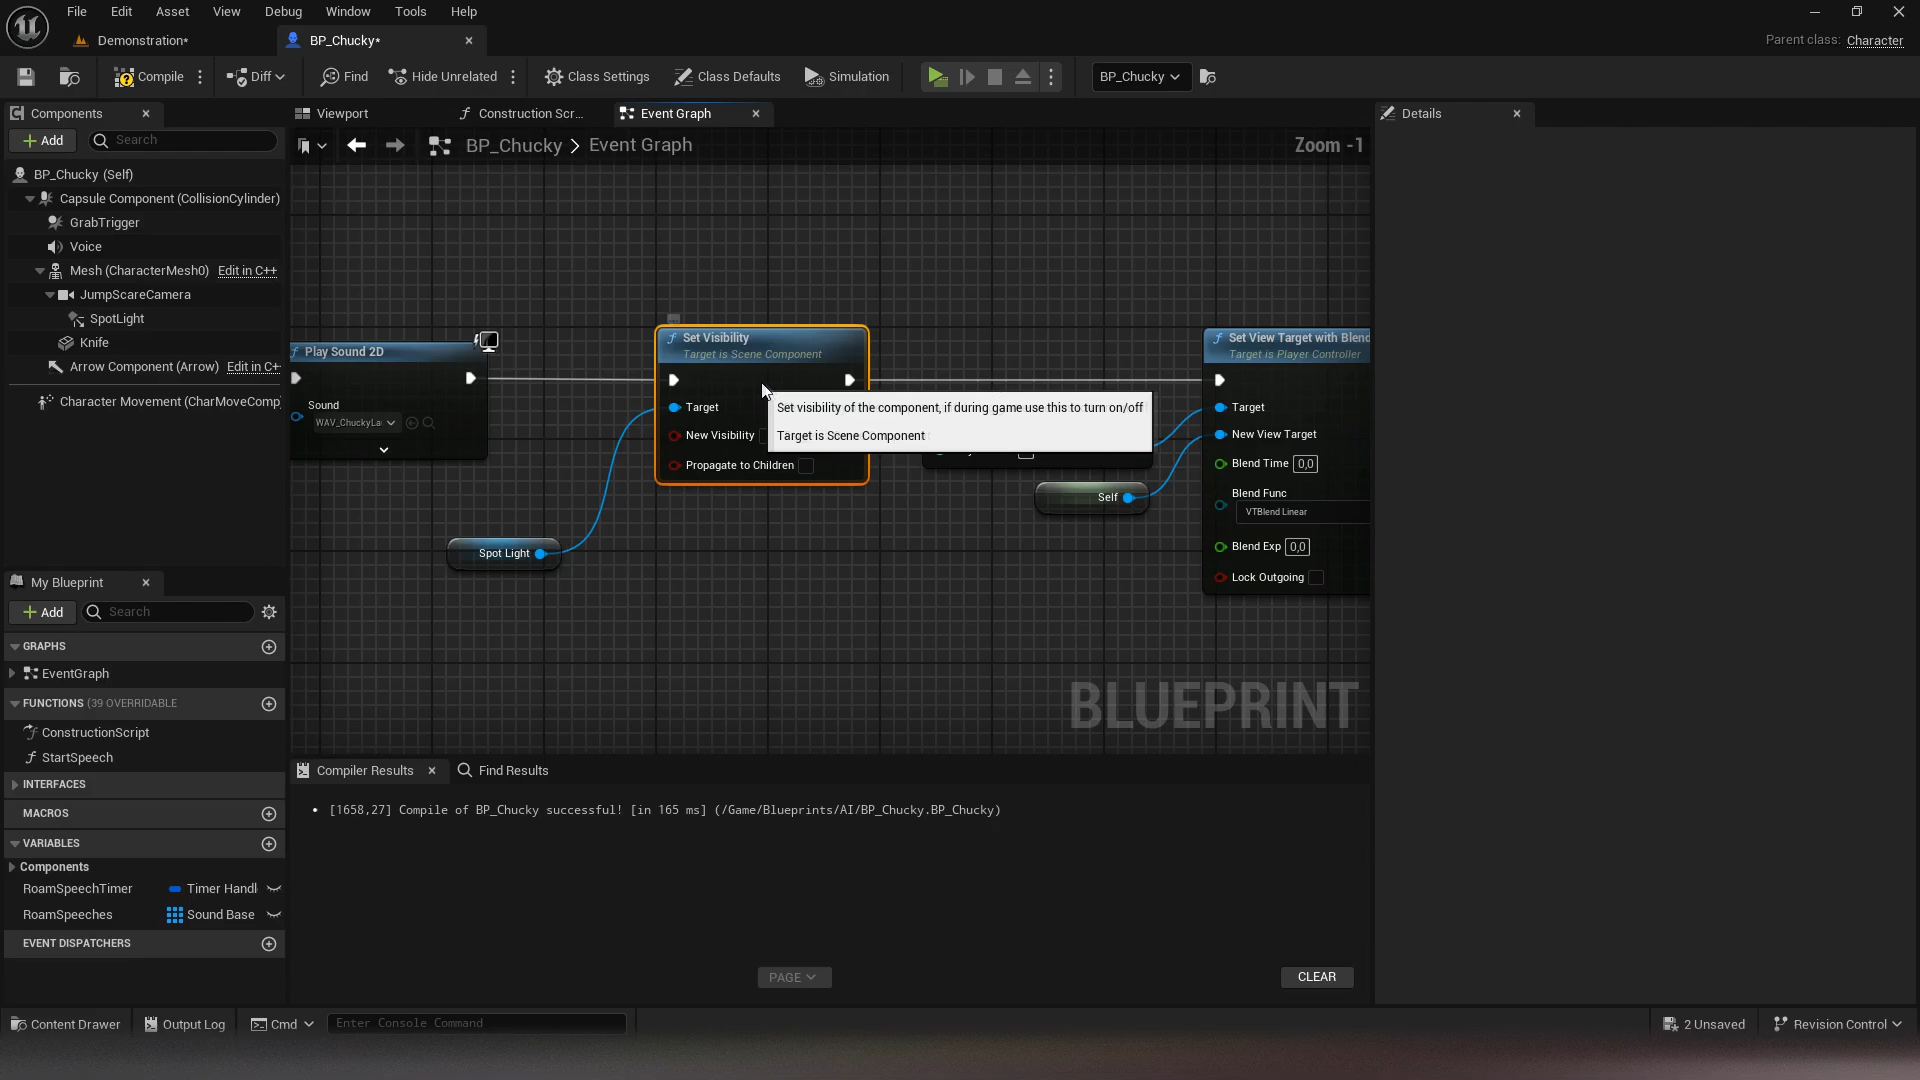 File Edit Asset View Debug Window Tools Help
Demonstration*
BP_Chucky*
Parent class: Character
Compile
Diff
Find
Hide Unrelated
Class Settings
Class Defaults
Simulation
BP_Chucky
Components
Viewport
Construction Scr...
Event Graph
Details
Add
Search
BP_Chucky > Event Graph
Zoom -1
BP_Chucky (Self)
Capsule Component (CollisionCylinder)
GrabTrigger
Voice
Mesh (CharacterMesh0) Edit in C++
JumpScareCamera
SpotLight
Knife
Arrow Component (Arrow) Edit in C+
Character Movement (CharMoveComp
Play Sound 2D
Sound
WAV_ChuckyLa
Set Visibility
Target is Scene Component
Target
New Visibility
Propagate to Children
Set visibility of the component, if during game use this to turn on/off
Target is Scene Component
Spot Light
Self
Set View Target with Blend
Target is Player Controller
Target
New View Target
Blend Time 0,0
Blend Func
VTBlend Linear
Blend Exp 0,0
Lock Outgoing
BLUEPRINT
My Blueprint
Add
Search
GRAPHS
EventGraph
FUNCTIONS (39 OVERRIDABLE
ConstructionScript
StartSpeech
INTERFACES
MACROS
VARIABLES
Components
RoamSpeechTimer Timer Handl
RoamSpeeches Sound Base
EVENT DISPATCHERS
Compiler Results
Find Results
[1658,27] Compile of BP_Chucky successful! [in 165 ms] (/Game/Blueprints/AI/BP_Chucky.BP_Chucky)
PAGE
CLEAR
Content Drawer
Output Log
Cmd
Enter Console Command
2 Unsaved
Revision Control